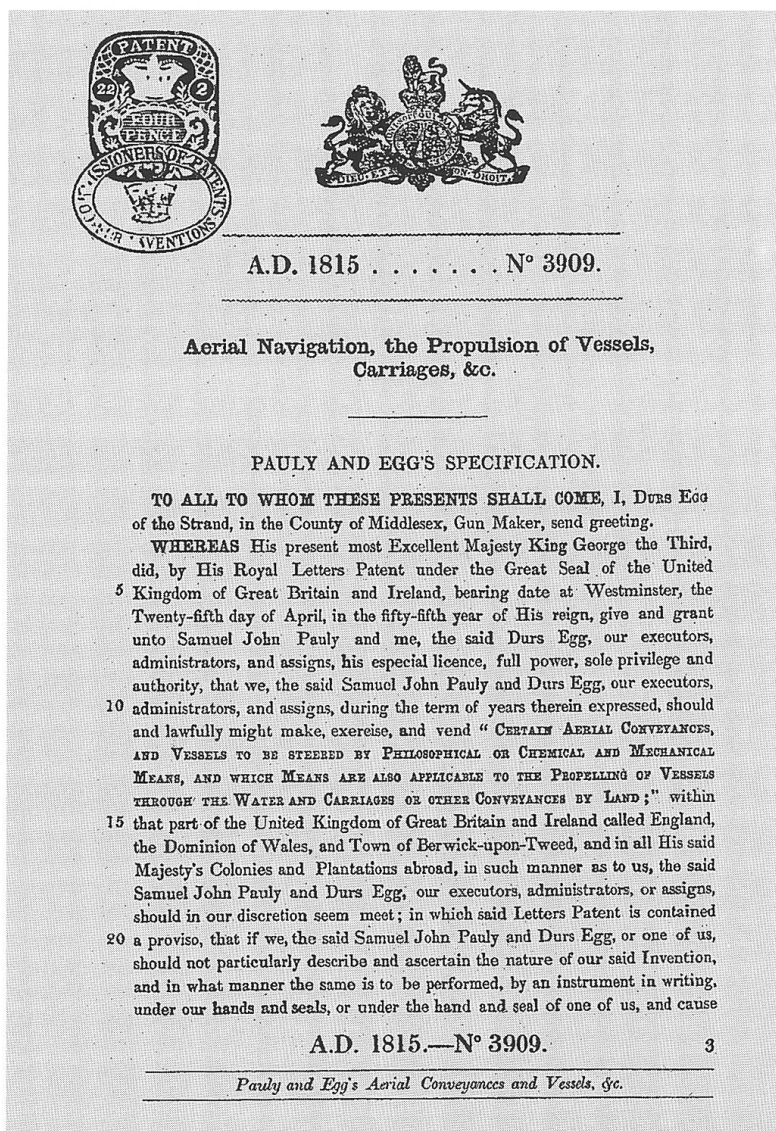 PATENT
22 2
FOUR
PENCE
A.D. 1815 . . . . . . . Nº 3909.
DIEU·ET MON·DROIT
Aerial Navigation, the Propulsion of Vessels,
Carriages, &c.
PAULY AND EGG'S SPECIFICATION.
TO ALL TO WHOM THESE PRESENTS SHALL COME, I, DURS EGG
of the Strand, in the County of Middlesex, Gun Maker, send greeting.
WHEREAS His present most Excellent Majesty King George the Third,
did, by His Royal Letters Patent under the Great Seal of the United
5 Kingdom of Great Britain and Ireland, bearing date at Westminster, the
Twenty-fifth day of April, in the fifty-fifth year of His reign, give and grant
unto Samuel John Pauly and me, the said Durs Egg, our executors,
administrators, and assigns, his especial licence, full power, sole privilege and
authority, that we, the said Samuel John Pauly and Durs Egg, our executors,
10 administrators, and assigns, during the term of years therein expressed, should
and lawfully might make, exercise, and vend " CERTAIN AERIAL CONVEYANCES,
AND VESSELS TO BE STEERED BY PHILOSOPHICAL OR CHEMICAL AND MECHANICAL
MEANS, AND WHICH MEANS ARE ALSO APPLICABLE TO THE PROPELLING OF VESSELS
THROUGH THE WATER AND CARRIAGES OR OTHER CONVEYANCES BY LAND ;" within
15 that part of the United Kingdom of Great Britain and Ireland called England,
the Dominion of Wales, and Town of Berwick-upon-Tweed, and in all His said
Majesty's Colonies and Plantations abroad, in such manner as to us, the said
Samuel John Pauly and Durs Egg, our executors, administrators, or assigns,
should in our discretion seem meet ; in which said Letters Patent is contained
20 a proviso, that if we, the said Samuel John Pauly and Durs Egg, or one of us,
should not particularly describe and ascertain the nature of our said Invention,
and in what manner the same is to be performed, by an instrument in writing,
under our hands and seals, or under the hand and seal of one of us, and cause
A.D. 1815.—Nº 3909. 3
Pauly and Egg's Aerial Conveyances and Vessels, &c.